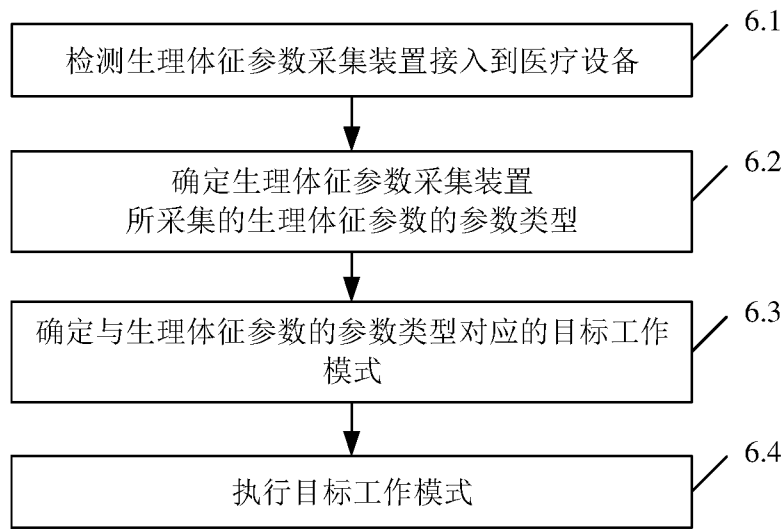 检测生理体征参数采集装置接入到医疗设备
6.1
确定生理体征参数采集装置
所采集的生理体征参数的参数类型
6.2
确定与生理体征参数的参数类型对应的目标工作
模式
6.3
执行目标工作模式
6.4